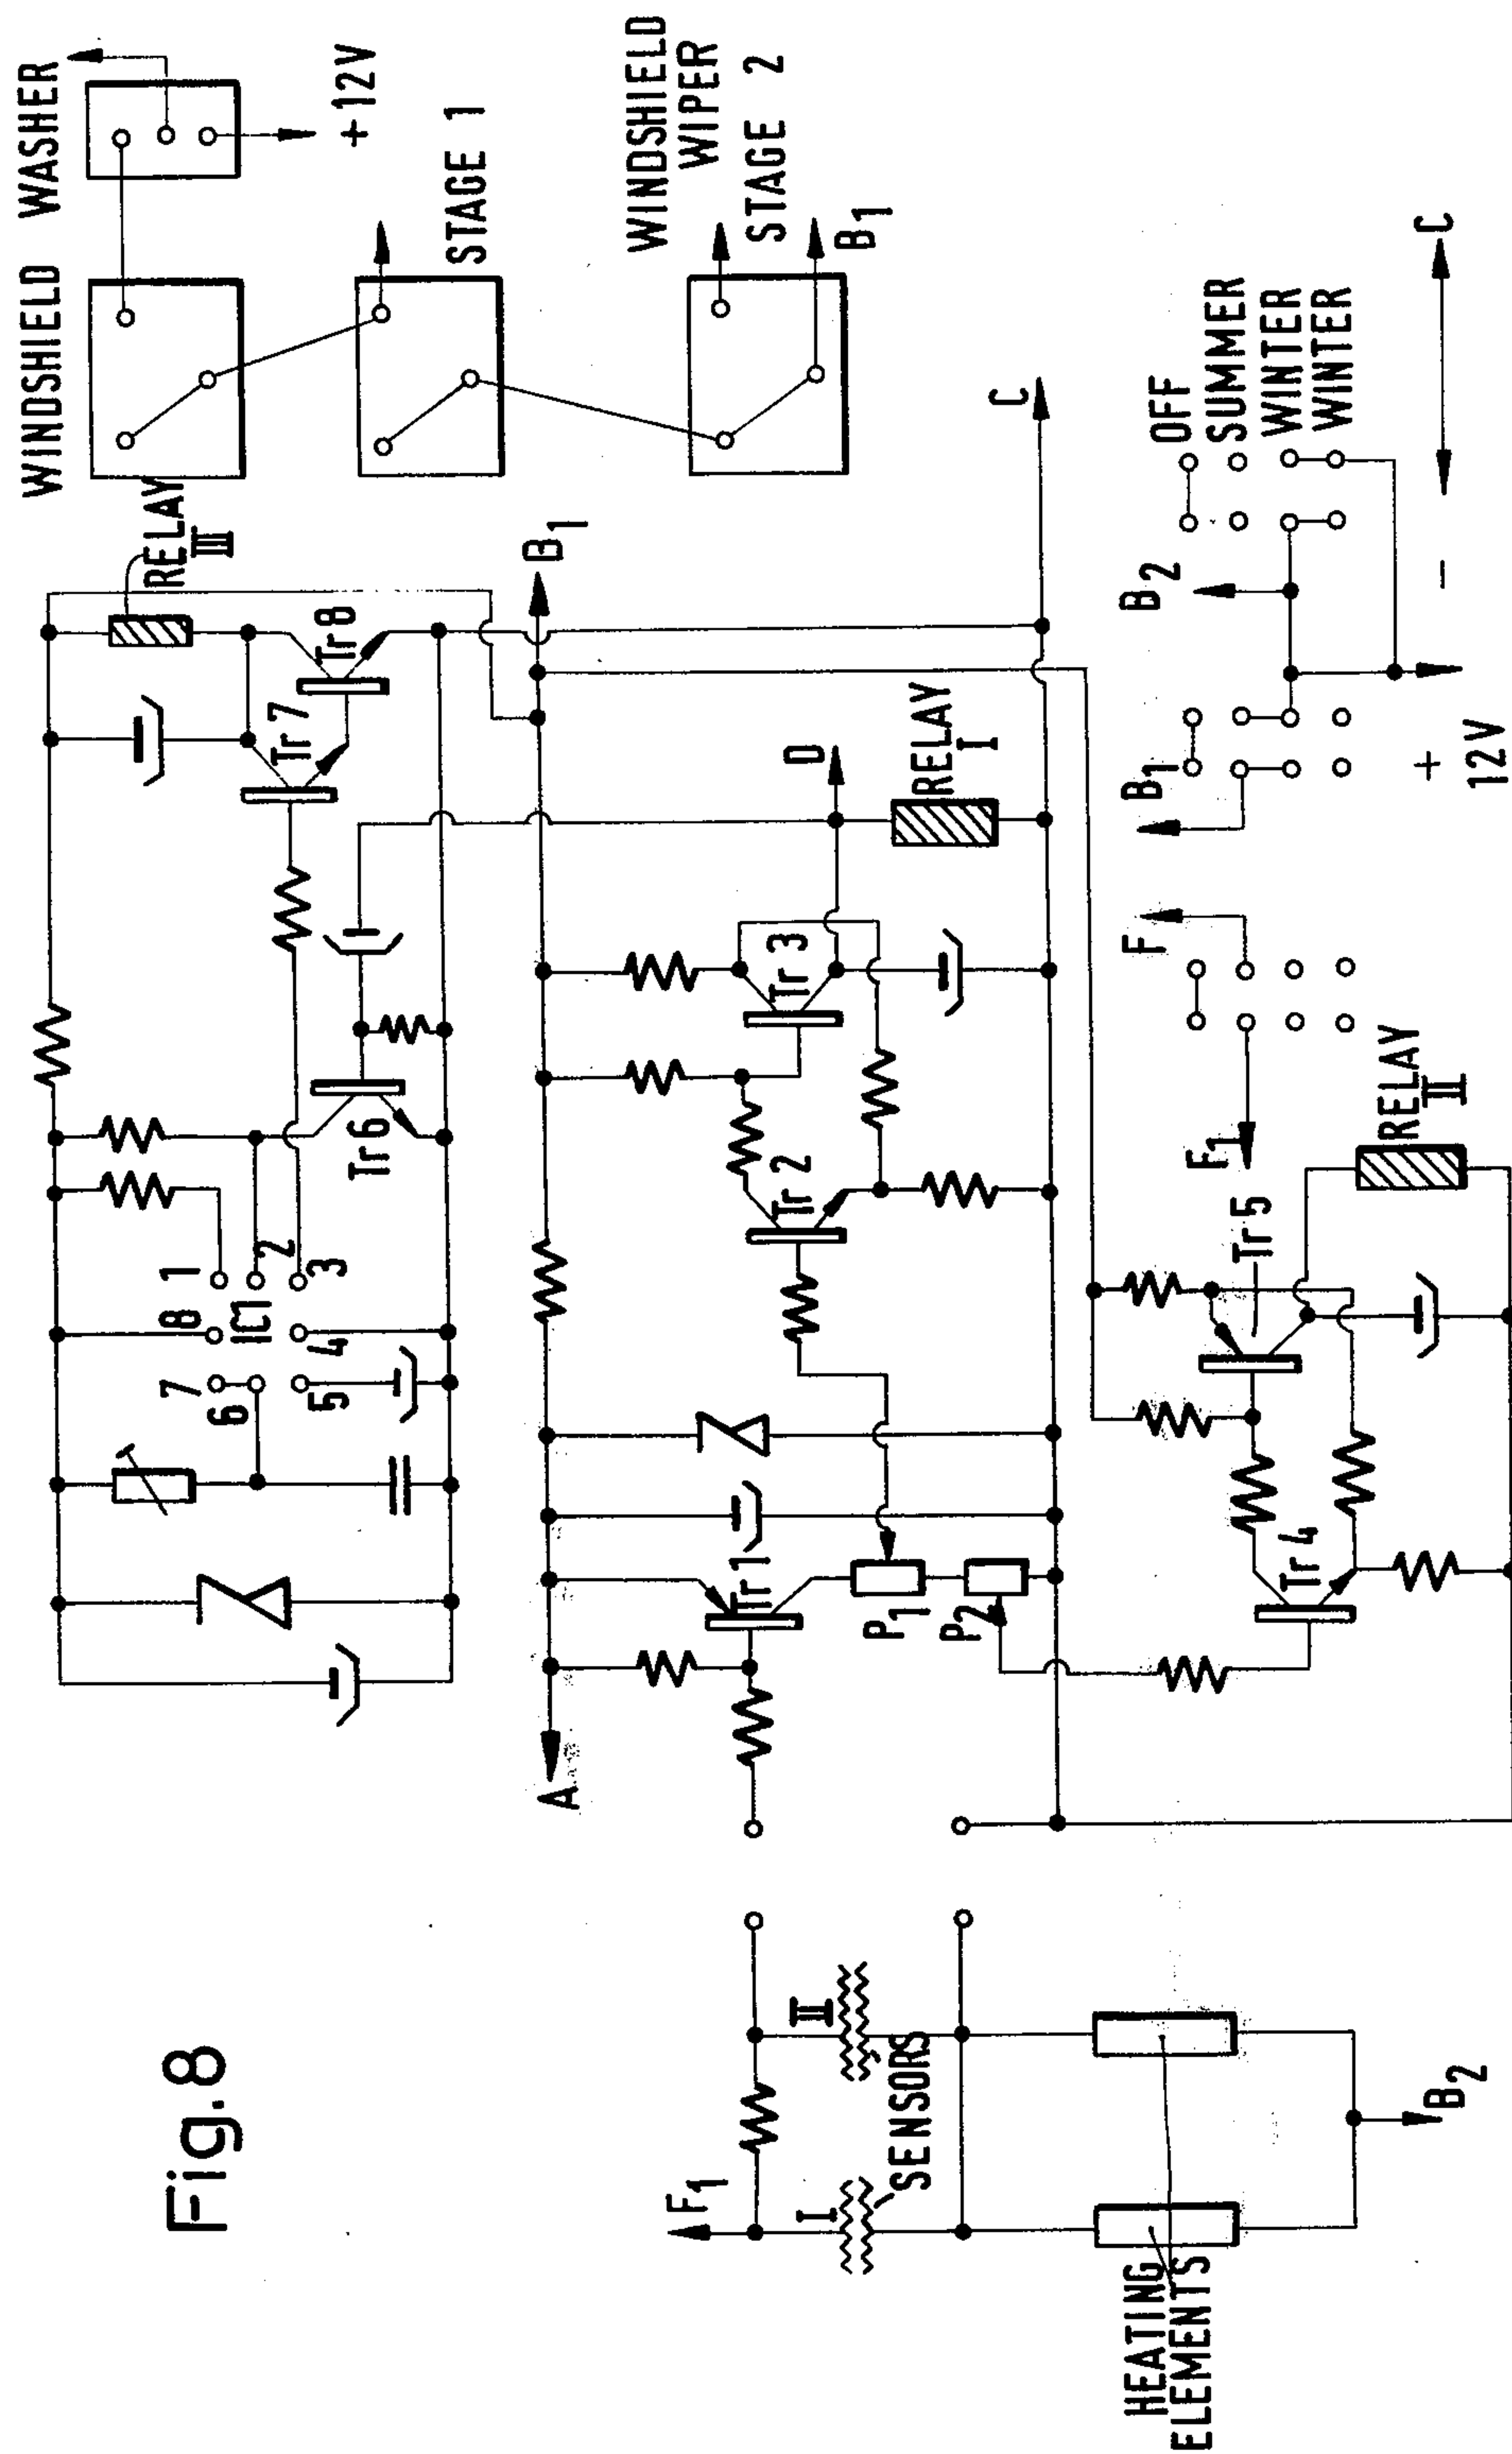 Fig.8
WINDSHIELD WASHER
+12V
RELAY
III
STAGE 1
WINDSHIELD
WIPER
STAGE 2
B1
Tr 8
Tr 7
Tr 6
1
2
3
8
IC1
4
7
6
5
B1
A
Tr 3
Tr 2
Tr 1
P1
P2
D
RELAY
I
C
F1
I
II
SENSORS
HEATING
ELEMENTS
B2
Tr 4
Tr 5
RELAY
II
F1
F
B1
+
12V
B2
OFF
SUMMER
WINTER
WINTER
-
C